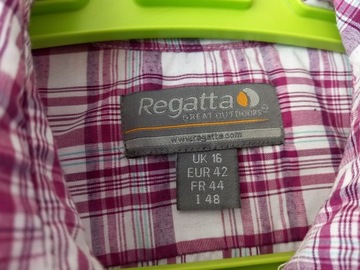 Regatta
GREAT OUTDOORS
www.regatta.com
UK 16
EUR 42
FR 44
I 48